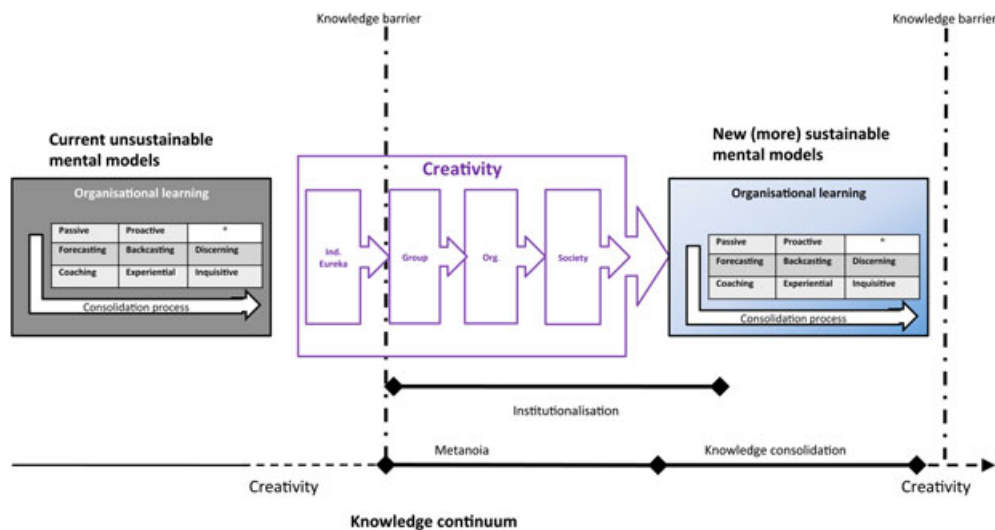 Knowledge barrier
Knowledge barrier
Current unsustainable
mental models
New (more) sustainable
mental models
Organisational learning
Passive Proactive *
Forecasting Backcasting Discerning
Coaching Experiential Inquisitive
Consolidation process
Creativity
Ind.
Eureka
Group
Org.
Society
Organisational learning
Passive Proactive *
Forecasting Backcasting Discerning
Coaching Experiential Inquisitive
Consolidation process
Institutionalisation
Metanoia
Knowledge consolidation
Creativity
Creativity
Knowledge continuum